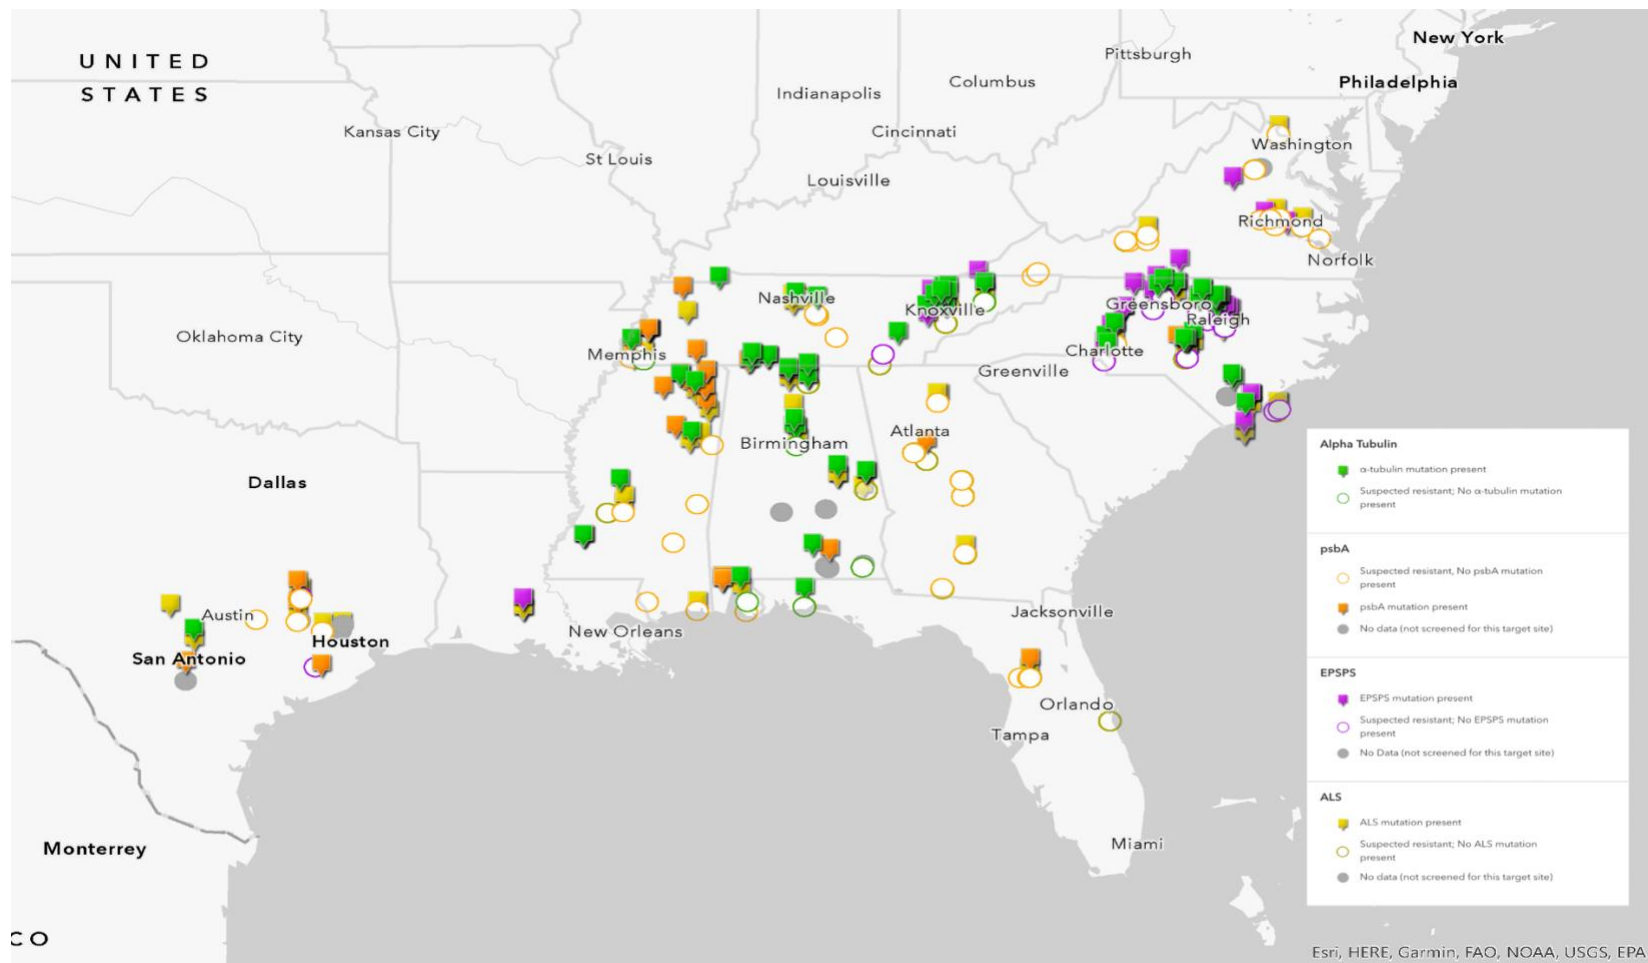 New York
Pittsburgh
UNITED
STATES
Columbus
Philadelphia
Indianapolis
Kansas City
Cincinnati
Washington
St Louis
Louisville
Richmond
Norfolk
Nashville
Knoxville
Greensboro
Raleigh
Oklahoma City
Memphis
Charlotte
Greenville
Atlanta
Birmingham
Dallas
Austin
Jacksonville
New Orleans
Houston
San Antonio
Orlando
Tampa
Miami
Monterrey
CO
Alpha Tubulin
α-tubulin mutation present
Suspected resistant; No α-tubulin mutation
present
psbA
Suspected resistant, No psbA mutation
present
psbA mutation present
No data (not screened for this target site)
EPSPS
EPSPS mutation present
Suspected resistant; No EPSPS mutation
present
No Data (not screened for this target site)
ALS
ALS mutation present
Suspected resistant; No ALS mutation
present
No data (not screened for this target site)
Esri, HERE, Garmin, FAO, NOAA, USGS, EPA